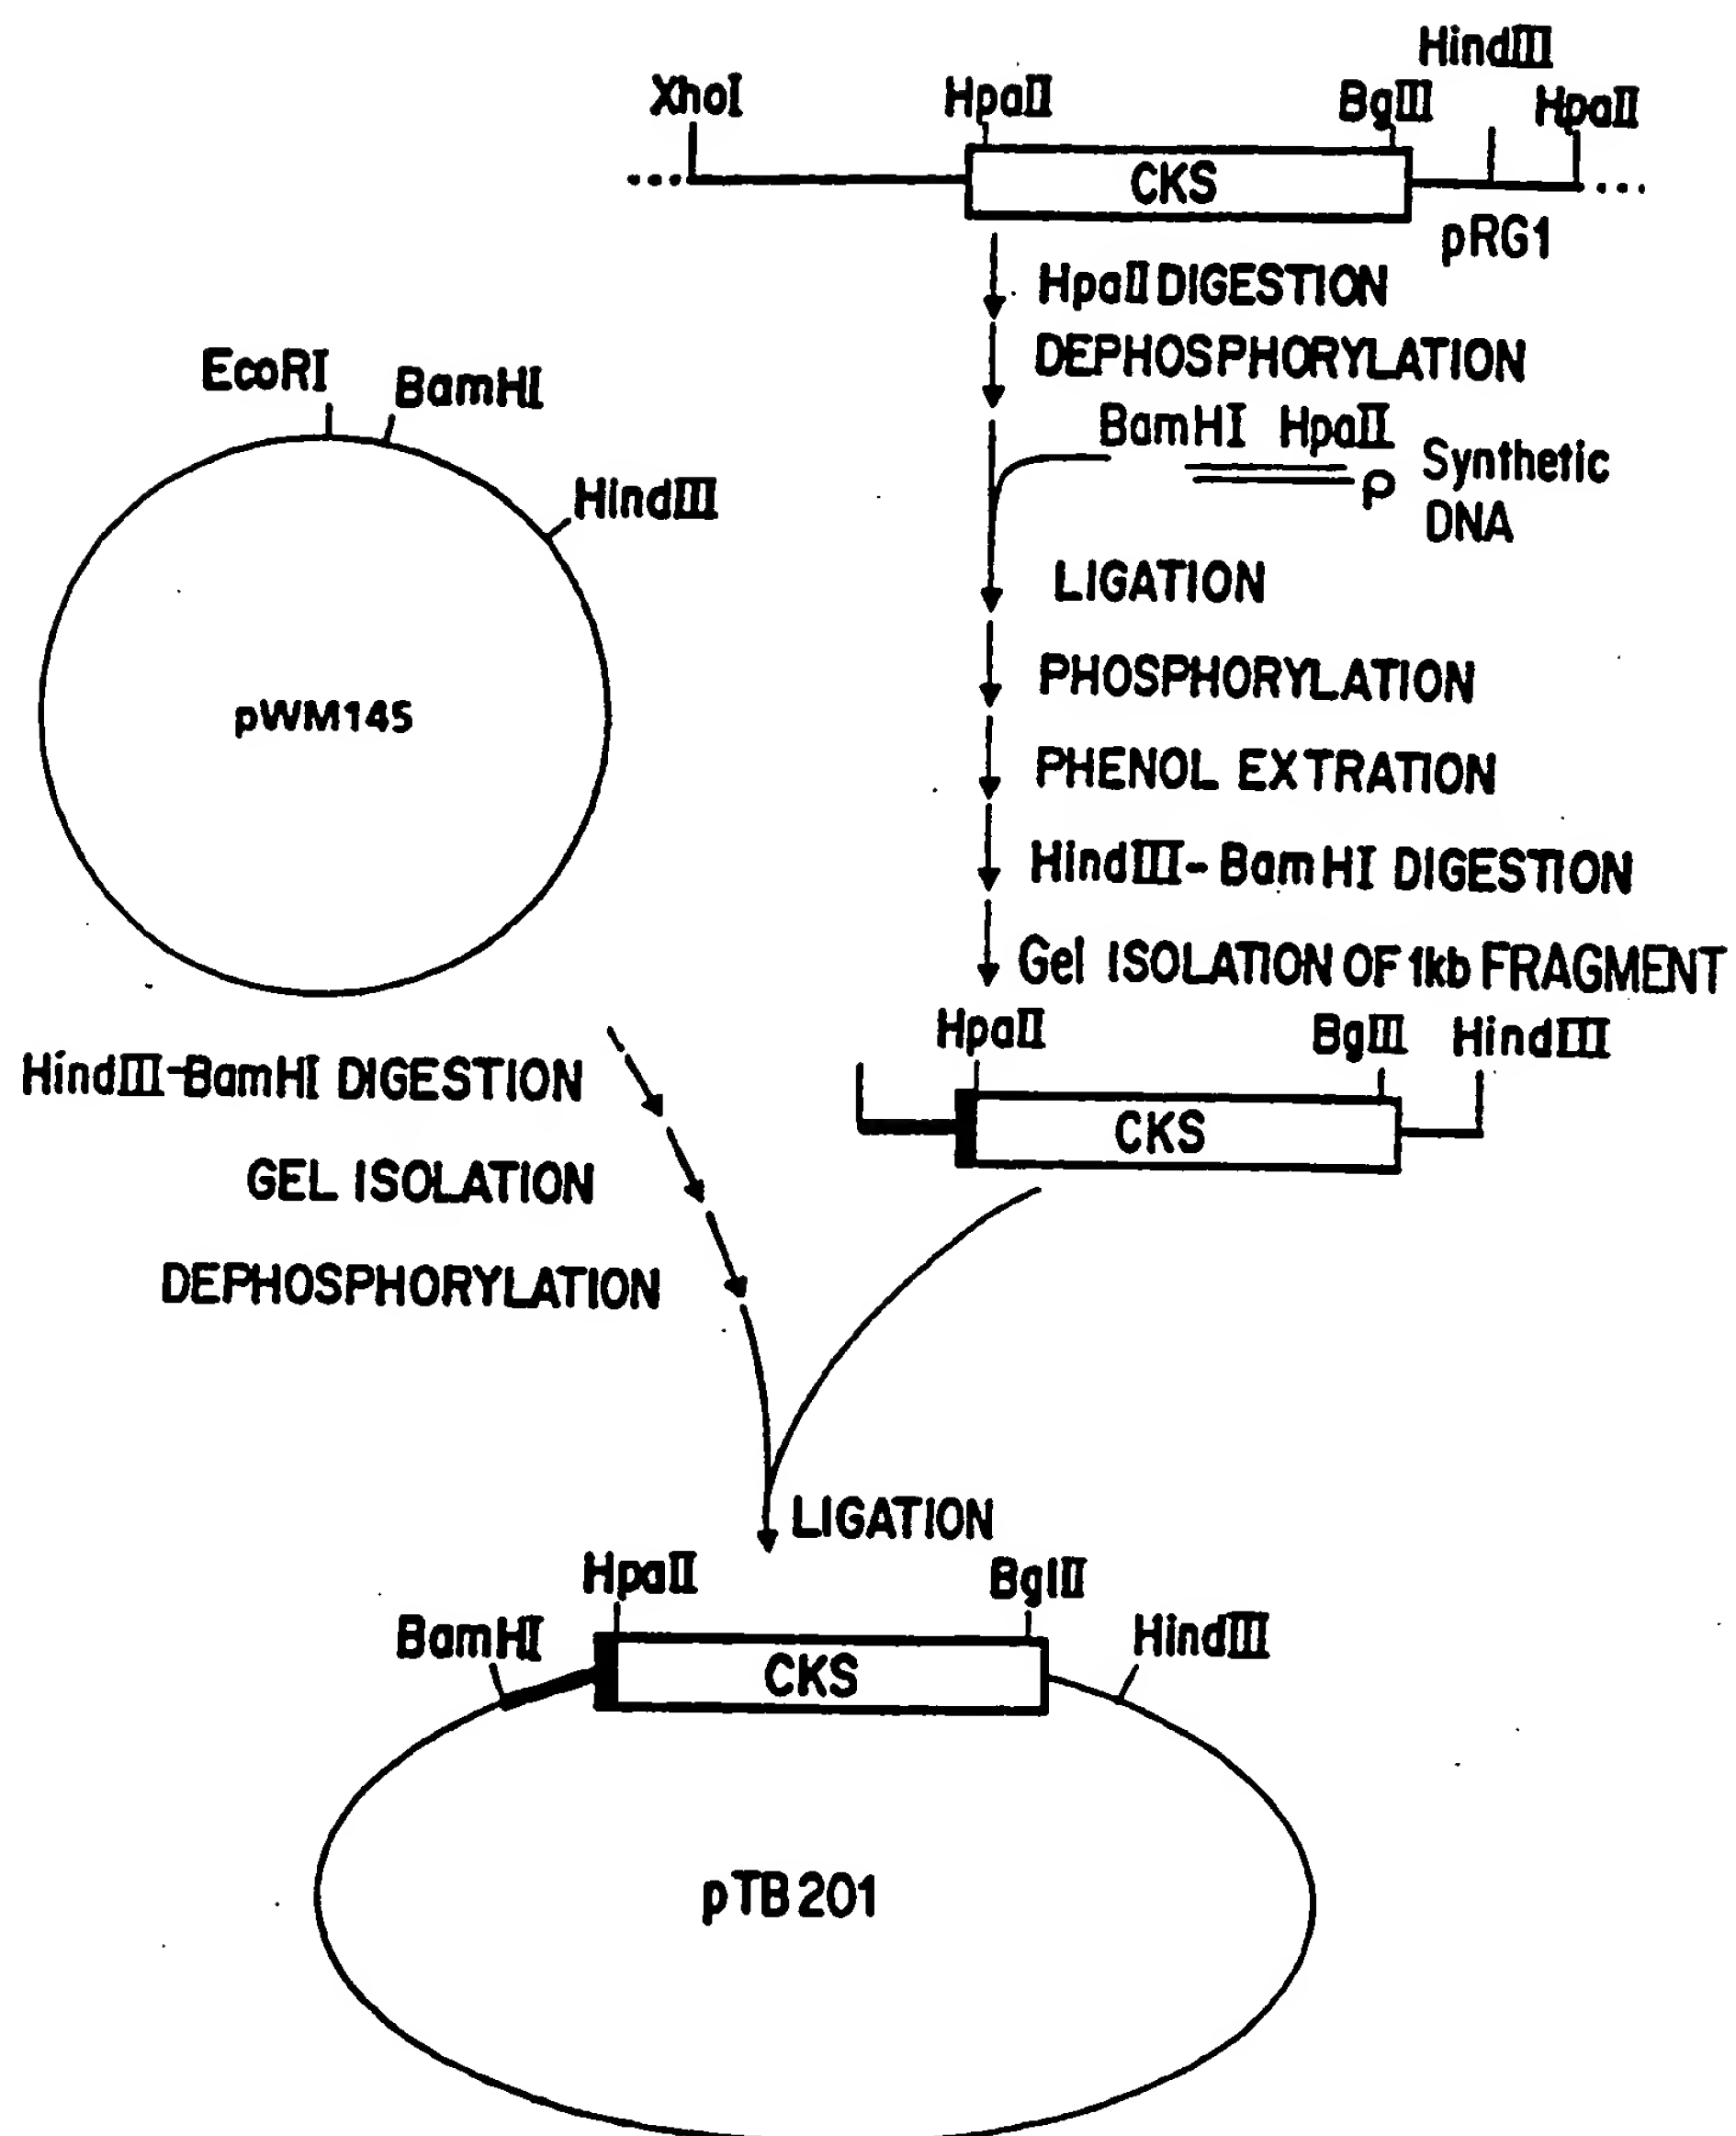 HindIII
XhoI
HpaII
BglII
HpaII
CKS
pRG1
HpaII DIGESTION
DEPHOSPHORYLATION
BamHI HpaII
P
Synthetic
DNA
LIGATION
PHOSPHORYLATION
PHENOL EXTRATION
HindIII-BamHI DIGESTION
Gel ISOLATION OF 1kb FRAGMENT
EcoRI
BamHI
HindIII
pWM145
HpaII
BglII
HindIII
CKS
HindIII-BamHI DIGESTION
GEL ISOLATION
DEPHOSPHORYLATION
LIGATION
HpaII
BglII
BamHI
HindIII
CKS
pTB201